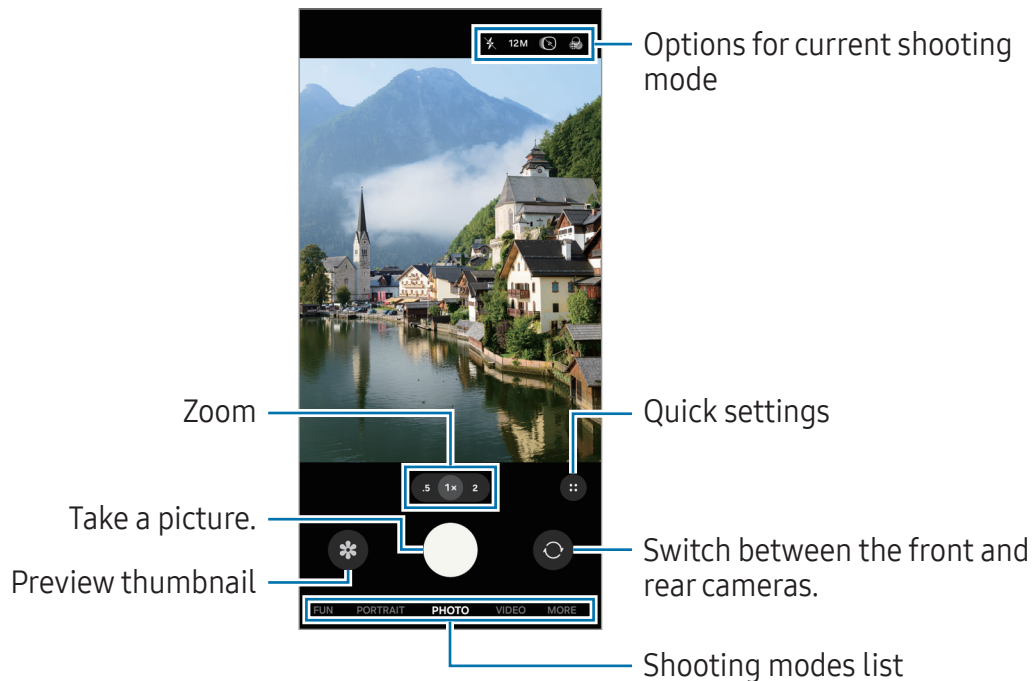 12M
Options for current shooting
mode
Zoom
Quick settings
.5 1× 2
Take a picture.
Switch between the front and
rear cameras.
Preview thumbnail
FUN PORTRAIT PHOTO VIDEO MORE
Shooting modes list